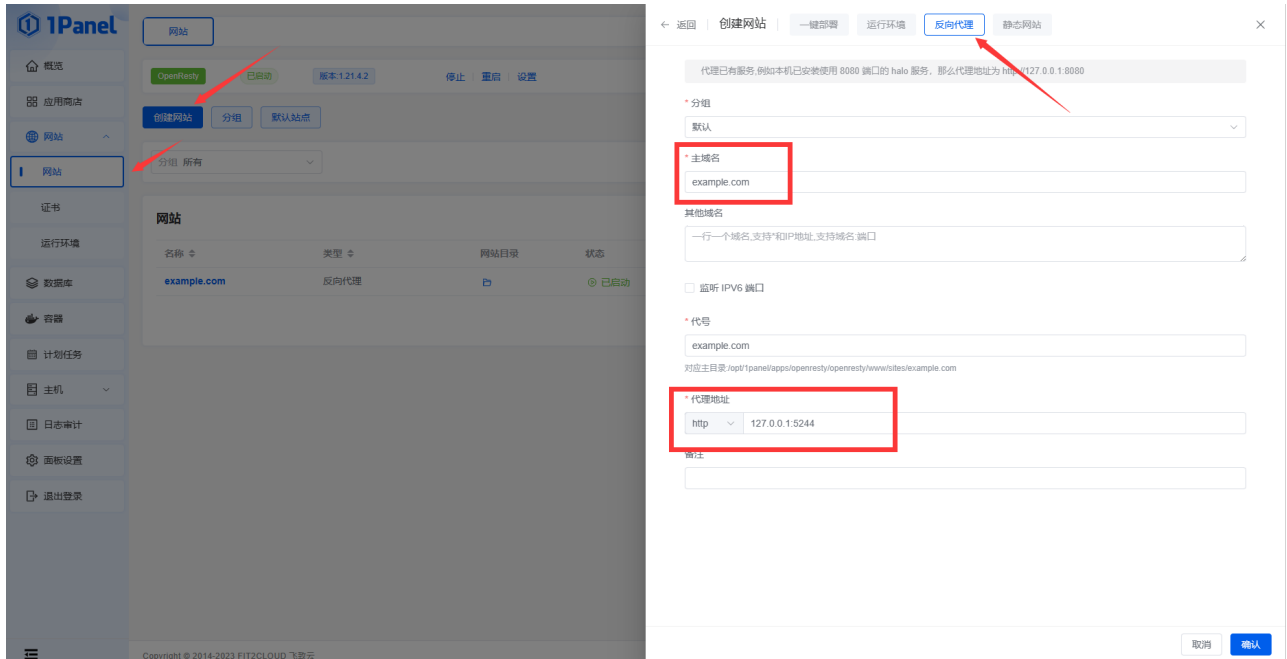 1Panel
概览
应用商店
网站
网站
证书
运行环境
数据库
容器
计划任务
主机
日志审计
面板设置
退出登录
网站
OpenResty 已启动 版本:1.21.4.2 停止 重启 设置
创建网站 分组 默认站点
分组 所有
网站
名称 类型 网站目录 状态
example.com 反向代理 已启动
Copyright © 2014-2023 FIT2CLOUD 飞致云
返回 创建网站 一键部署 运行环境 反向代理 静态网站
代理已有服务,例如本机已安装使用 8080 端口的 halo 服务，那么代理地址为 http://127.0.0.1:8080
* 分组
默认
* 主域名
example.com
其他域名
一行一个域名,支持*和IP地址,支持域名:端口
监听 IPV6 端口
* 代号
example.com
对应主目录:/opt/1panel/apps/openresty/openresty/www/sites/example.com
* 代理地址
http 127.0.0.1:5244
备注
取消 确认